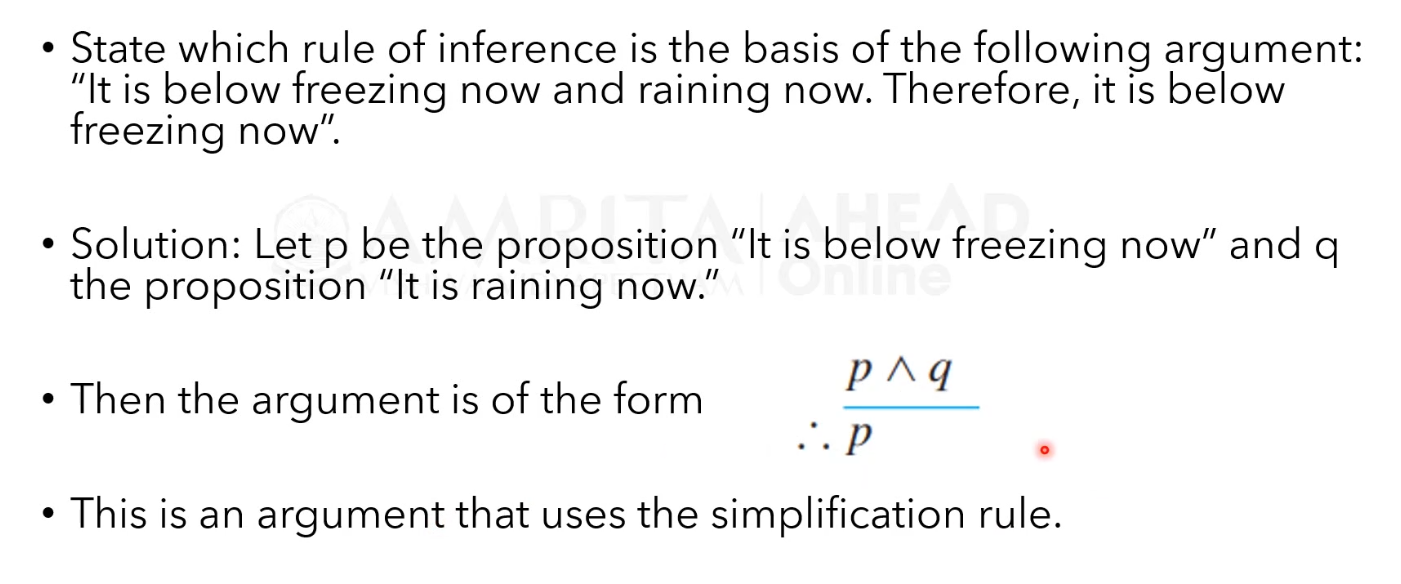 • State which rule of inference is the basis of the following argument:
“It is below freezing now and raining now. Therefore, it is below
freezing now”.
AMRITA AHEAD
• Solution: Let p be the proposition “It is below freezing now” and q
Online
the proposition “It is raining now.”
p ∧ q
• Then the argument is of the form
∴ p
• This is an argument that uses the simplification rule.